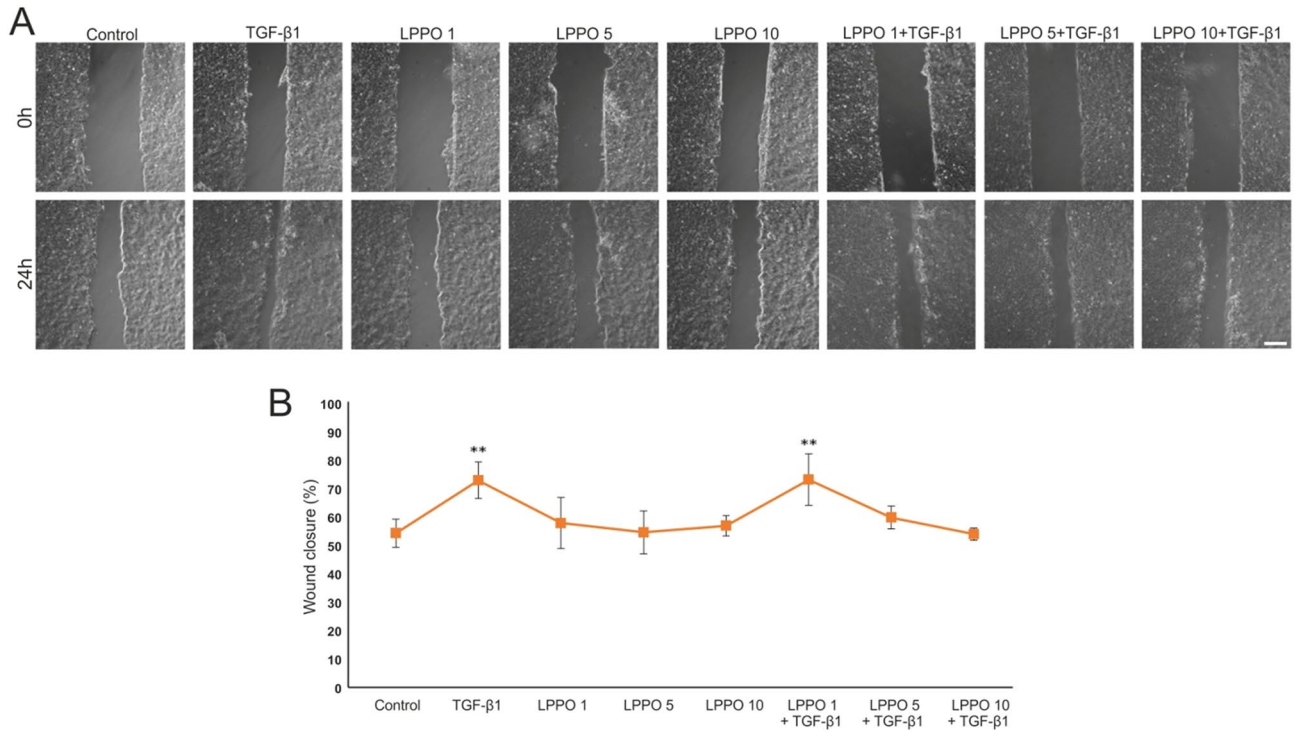 A
Control TGF-β1 LPPO 1 LPPO 5 LPPO 10 LPPO 1+TGF-β1 LPPO 5+TGF-β1 LPPO 10+TGF-β1
0h
24h
B
Wound closure (%)
100
90
80
70
60
50
40
30
20
10
0
** **
Control TGF-β1 LPPO 1 LPPO 5 LPPO 10 LPPO 1 LPPO 5 LPPO 10
+ TGF-β1 + TGF-β1 + TGF-β1